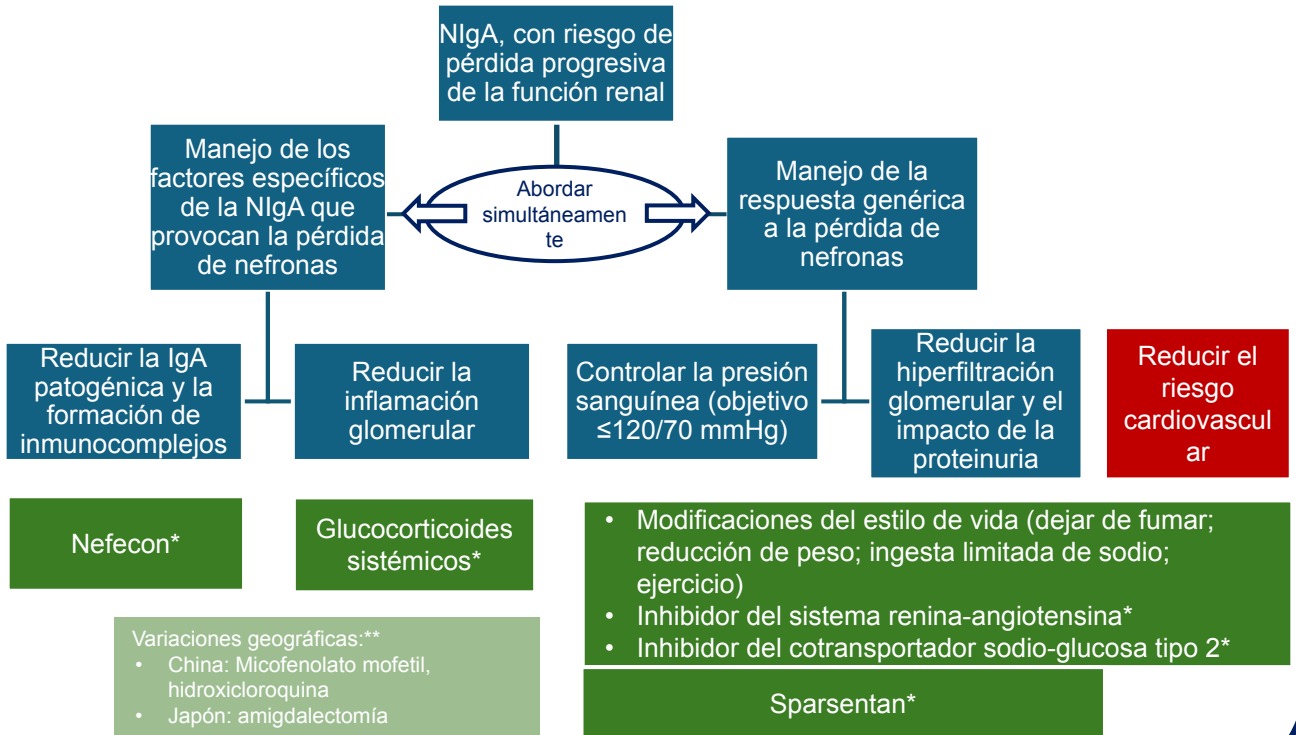 NIgA, con riesgo de
pérdida progresiva
de la función renal
Manejo de los
factores específicos
de la NIgA que
provocan la pérdida
de nefronas
Abordar
simultáneamen
te
Manejo de la
respuesta genérica
a la pérdida de
nefronas
Reducir la IgA
patogénica y la
formación de
inmunocomplejos
Reducir la
inflamación
glomerular
Controlar la presión
sanguínea (objetivo
≤120/70 mmHg)
Reducir la
hiperfiltración
glomerular y el
impacto de la
proteinuria
Reducir el
riesgo
cardiovascul
ar
Nefecon*
Glucocorticoides
sistémicos*
• Modificaciones del estilo de vida (dejar de fumar;
reducción de peso; ingesta limitada de sodio;
ejercicio)
• Inhibidor del sistema renina-angiotensina*
• Inhibidor del cotransportador sodio-glucosa tipo 2*
Variaciones geográficas:**
• China: Micofenolato mofetil,
hidroxicloroquina
• Japón: amigdalectomía
Sparsentan*